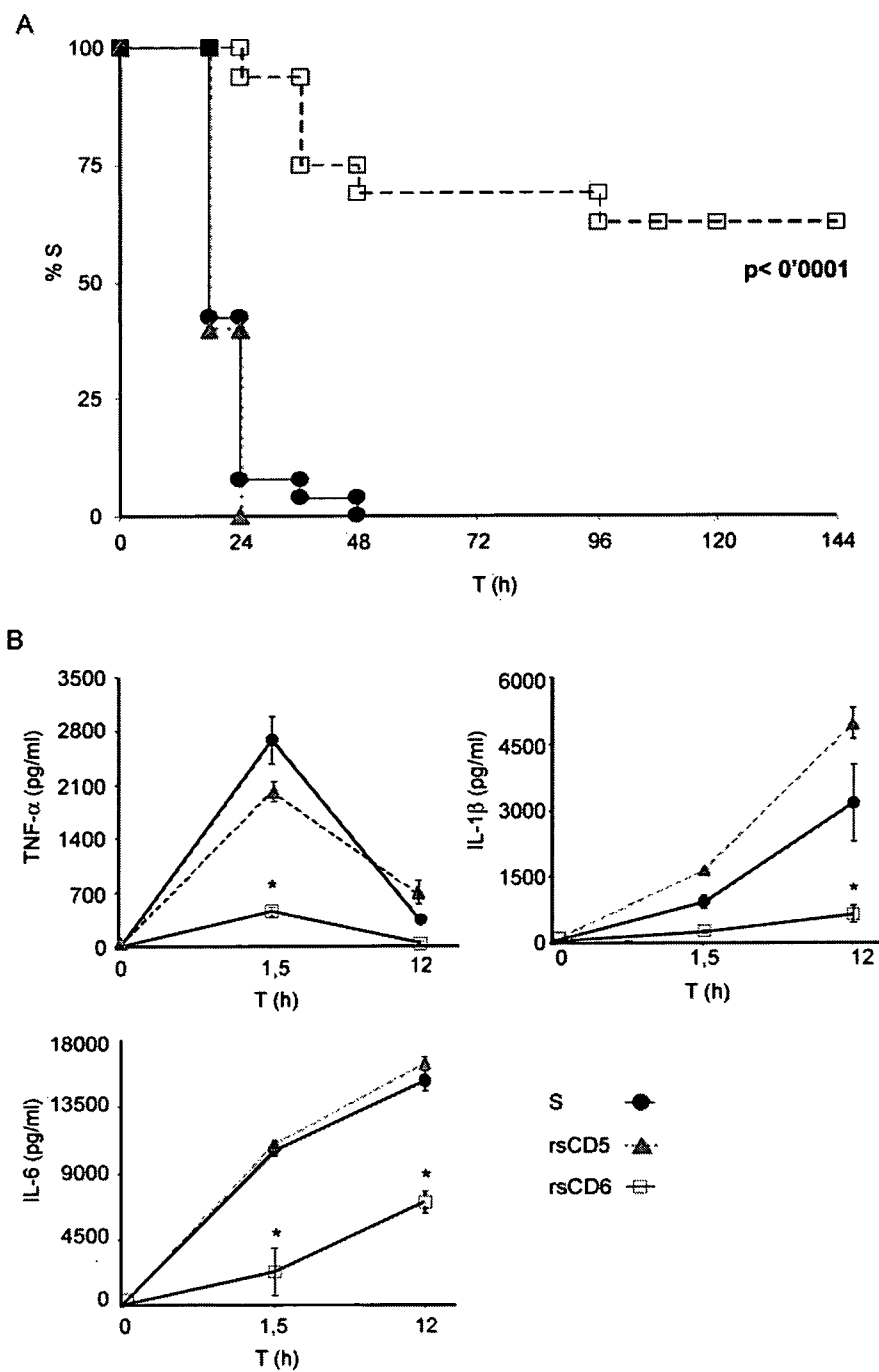 A
100
75
50
25
0
% S
p< 0'0001
0 24 48 72 96 120 144
T (h)
B
3500
2800
2100
1400
700
0
TNF-α (pg/ml)
0 1,5 12
T (h)
6000
4500
3000
1500
0
IL-1β (pg/ml)
*
0 1,5 12
T (h)
*
18000
13500
9000
4500
0
IL-6 (pg/ml)
*
*
0 1,5 12
T (h)
S
rsCD5
rsCD6